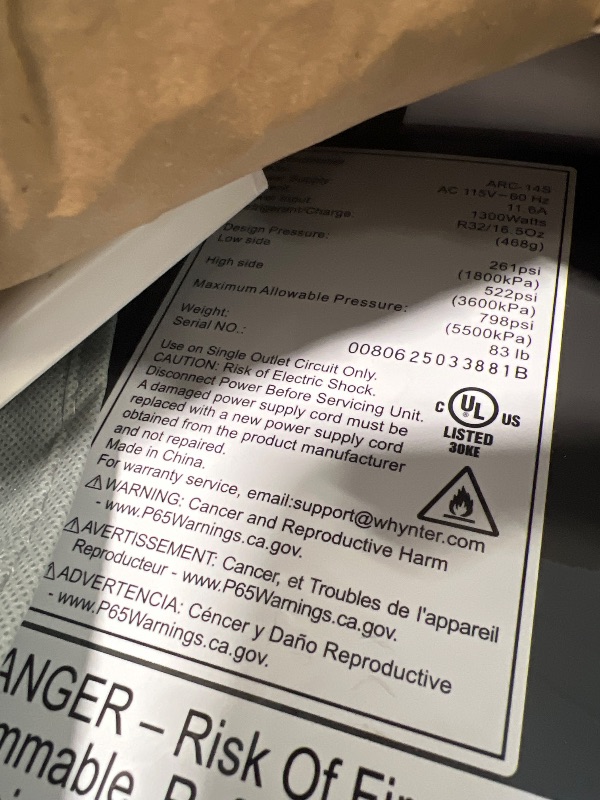 ARC-14S
Supply AC 115V~60 Hz
11.6A
Input: 1300Watts
Refrigerant/Charge: R32/16.5Oz
(468g)
Design Pressure:
Low side 261psi
(1800kPa)
High side 522psi
(3600kPa)
Maximum Allowable Pressure: 798psi
(5500kPa)
Weight: 83 lb
Serial NO.: 0080625033881B
Use on Single Outlet Circuit Only.
CAUTION: Risk of Electric Shock.
Disconnect Power Before Servicing Unit.
A damaged power supply cord must be
replaced with a new power supply cord
obtained from the product manufacturer
and not repaired.
Made in China.
C UL US
LISTED
30KE
For warranty service, email:support@whynter.com
⚠WARNING: Cancer and Reproductive Harm
- www.P65Warnings.ca.gov.
⚠AVERTISSEMENT: Cancer, et Troubles de l'appareil
Reproducteur - www.P65Warnings.ca.gov.
⚠ADVERTENCIA: Céncer y Daño Reproductive
- www.P65Warnings.ca.gov.
ANGER – Risk Of Fir
mmable